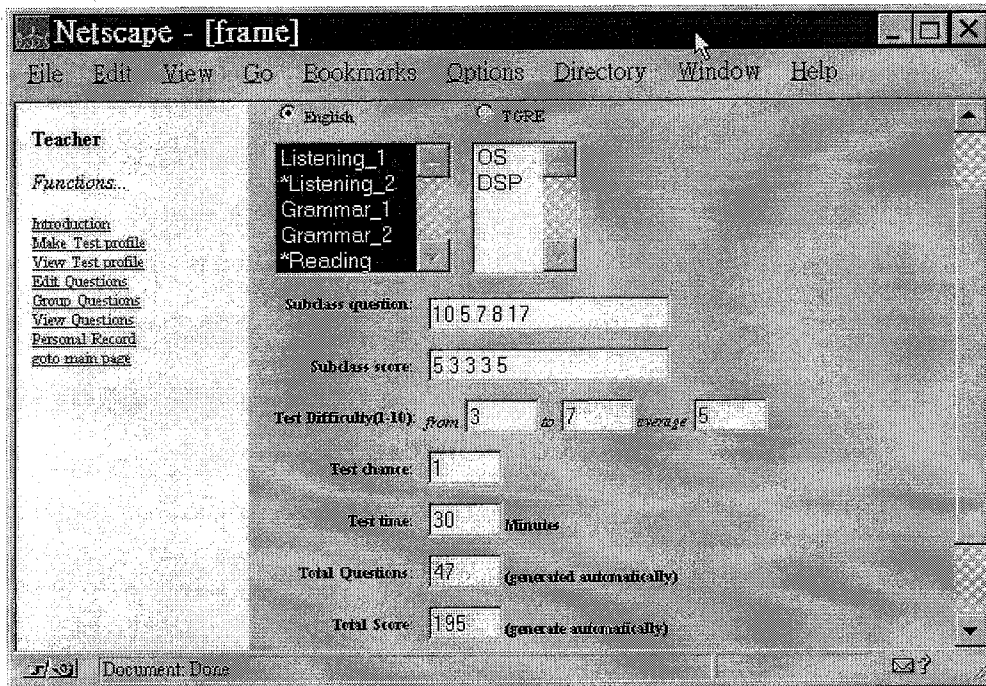 Netscape - [frame]
File Edit View Go Bookmarks Options Directory Window Help
Teacher
Functions...
Introduction
Make Test profile
View Test profile
Edit Questions
Group Questions
View Questions
Personal Record
goto main page
English TGRE
Listening_1
*Listening_2
Grammar_1
Grammar_2
*Reading
OS
DSP
Subclass question: 10 5 7 8 17
Subclass score: 5 3 3 3 5
Test Difficulty(1-10): from 3 to 7 average 5
Test chance: 1
Test time: 30 Minutes
Total Questions: 47 (generated automatically)
Total Score: 195 (generate automatically)
Document: Done
?